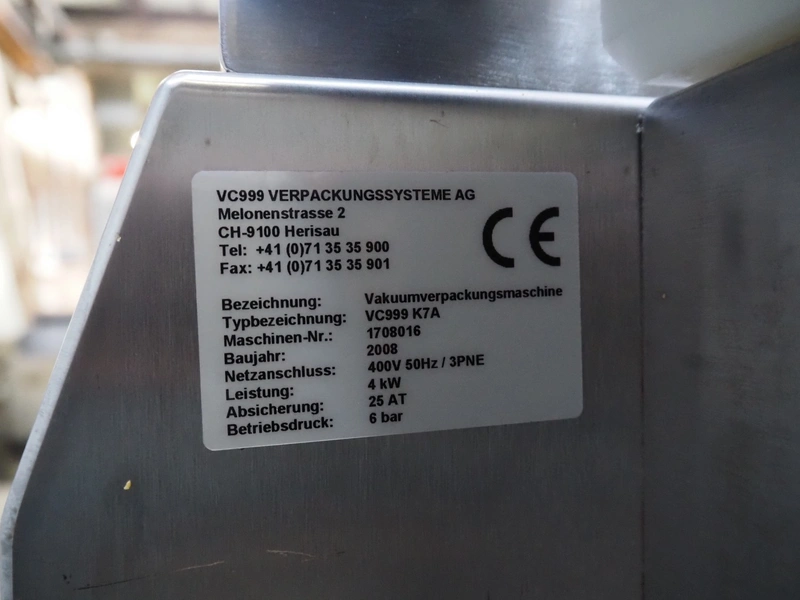 VC999 VERPACKUNGSSYSTEME AG
Melonenstrasse 2
CH-9100 Herisau
Tel: +41 (0)71 35 35 900
Fax: +41 (0)71 35 35 901
CE
Bezeichnung: Vakuumverpackungsmaschine
Typbezeichnung: VC999 K7A
Maschinen-Nr.: 1708016
Baujahr: 2008
Netzanschluss: 400V 50Hz / 3PNE
Leistung: 4 kW
Absicherung: 25 AT
Betriebsdruck: 6 bar